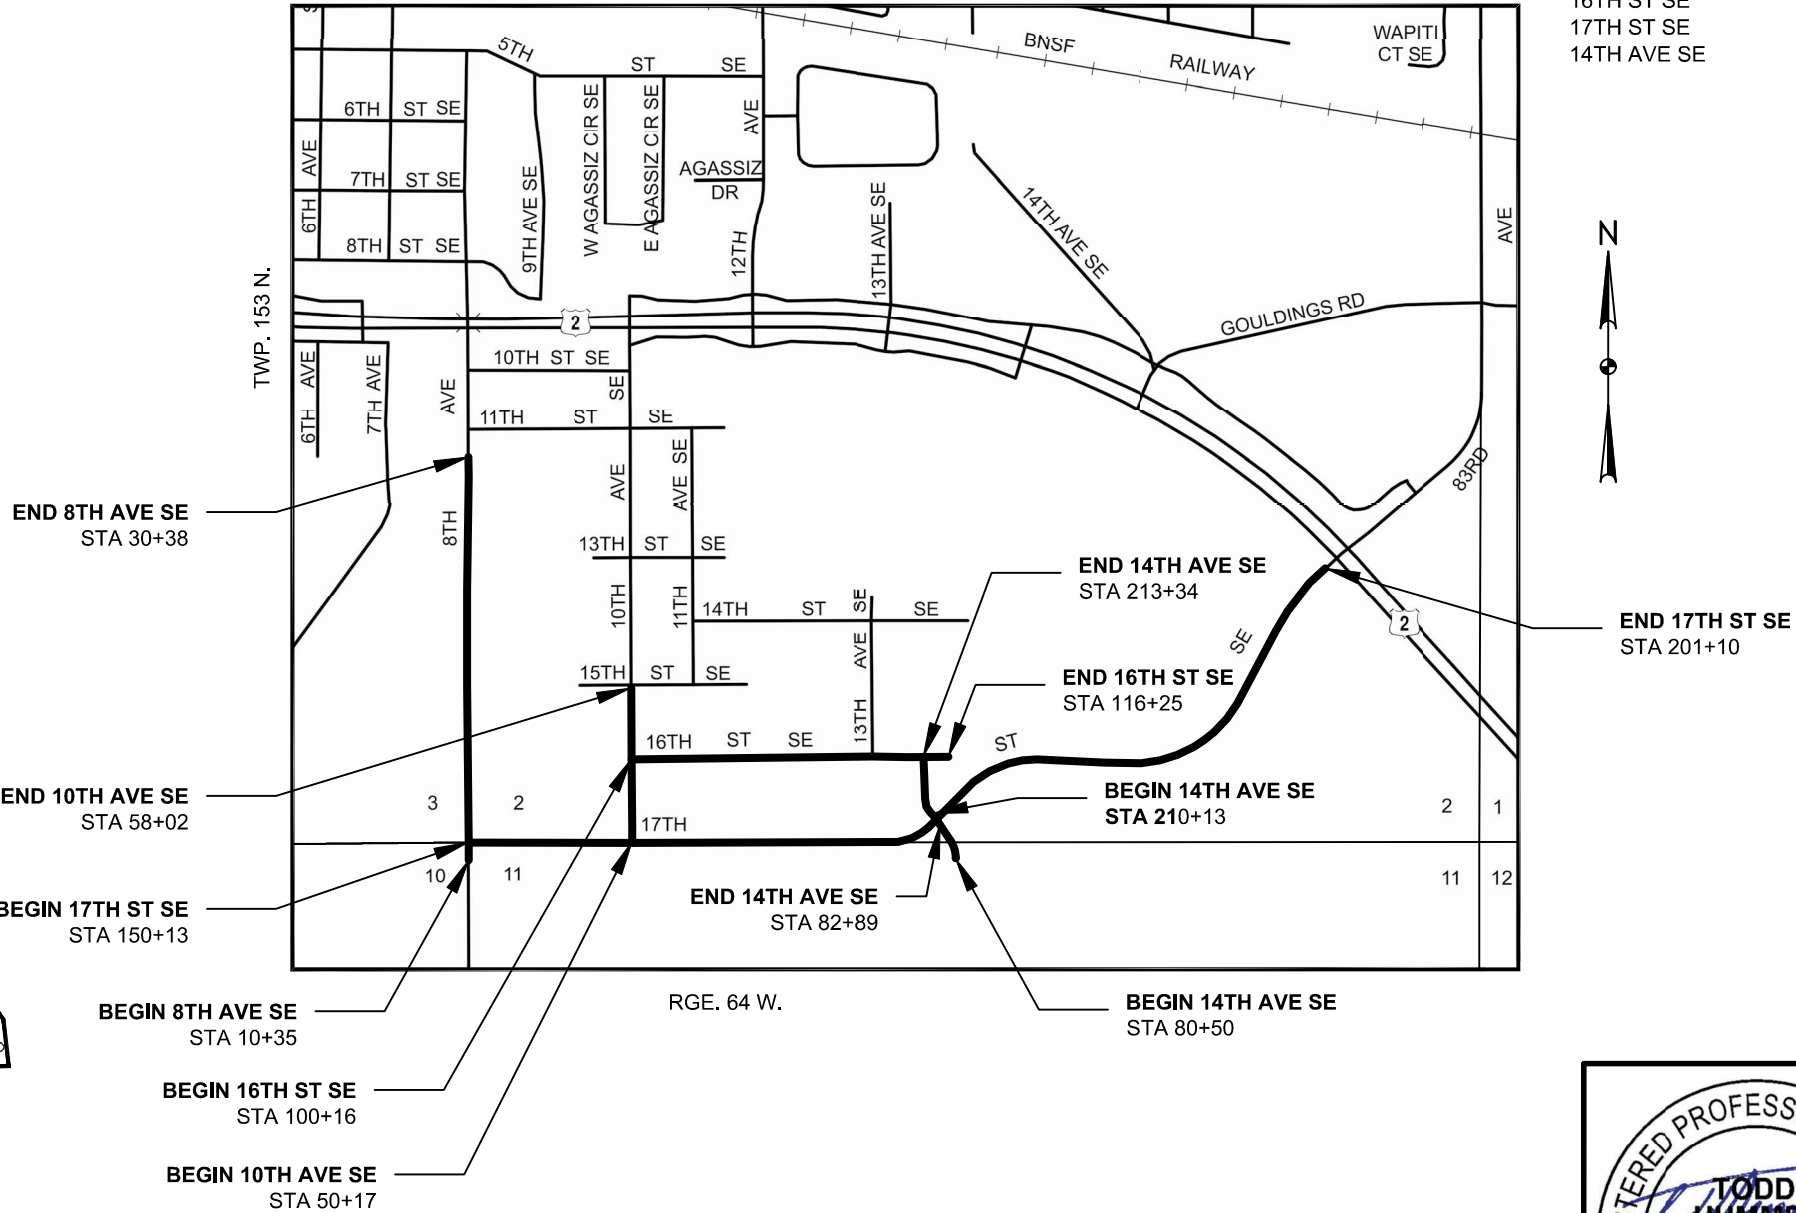 16TH ST SE
17TH ST SE
14TH AVE SE
WAPITI
CT SE
BNSF RAILWAY
5TH ST SE
6TH ST SE
7TH ST SE
8TH ST SE
6TH AVE
9TH AVE SE
W AGASSIZ CIR SE
E AGASSIZ CIR SE
AGASSIZ
DR
12TH AVE
13TH AVE SE
14TH AVE SE
GOULDINGS RD
83RD AVE
N
TWP. 153 N.
2
6TH AVE
7TH AVE
8TH AVE
10TH ST SE
11TH ST SE
10TH AVE SE
11TH AVE SE
13TH ST SE
14TH ST SE
15TH ST SE
13TH AVE SE
16TH ST SE
17TH ST SE
2
END 8TH AVE SE
STA 30+38
END 14TH AVE SE
STA 213+34
END 17TH ST SE
STA 201+10
END 16TH ST SE
STA 116+25
END 10TH AVE SE
STA 58+02
BEGIN 14TH AVE SE
STA 210+13
3 2
2 1
10 11
11 12
BEGIN 17TH ST SE
STA 150+13
END 14TH AVE SE
STA 82+89
RGE. 64 W.
BEGIN 8TH AVE SE
STA 10+35
BEGIN 14TH AVE SE
STA 80+50
BEGIN 16TH ST SE
STA 100+16
BEGIN 10TH AVE SE
STA 50+17
TERED PROFESS
TODD